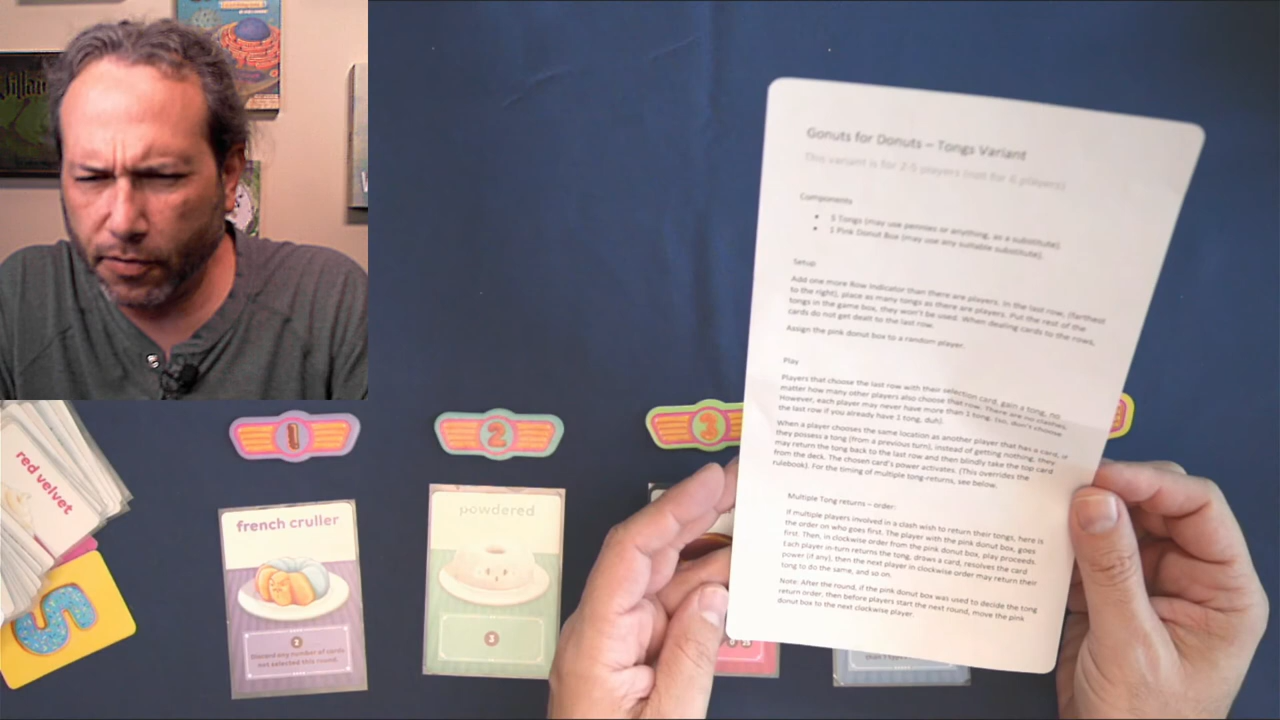 Villain
1
2
3
red velvet
5
french cruller
2
Discard any number of cards
not selected this round.
powdered
3
Gonuts for Donuts – Tongs Variant
This variant is for 2-5 players (not for 6 players)
Components
• 5 Tongs (may use pennies or anything, as a substitute).
• 1 Pink Donut Box (may use any suitable substitute).
Setup
Add one more Row Indicator than there are players. In the last row, (farthest
to the right), place as many tongs as there are players. Put the rest of the
tongs in the game box, they won't be used. When dealing cards to the rows,
cards do not get dealt to the last row.
Assign the pink donut box to a random player.
Play
Players that choose the last row with their selection card, gain a tong, no
matter how many other players also choose that row. There are no clashes.
However, each player may never have more than 1 tong. (So, don't choose
the last row if you already have 1 tong, duh).
When a player chooses the same location as another player that has a card, if
they possess a tong (from a previous turn), instead of getting nothing, they
may return the tong back to the last row and then blindly take the top card
from the deck. The chosen card's power activates. (This overrides the
rulebook). For the timing of multiple tong-returns, see below.
Multiple Tong returns – order:
If multiple players involved in a clash wish to return their tongs, here is
the order on who goes first. The player with the pink donut box, goes
first. Then, in clockwise order from the pink donut box, play proceeds.
Each player in-turn returns the tong, draws a card, resolves the card
power (if any), then the next player in clockwise order may return their
tong to do the same, and so on.
Note: After the round, if the pink donut box was used to decide the tong
return order, then before players start the next round, move the pink
donut box to the next clockwise player.